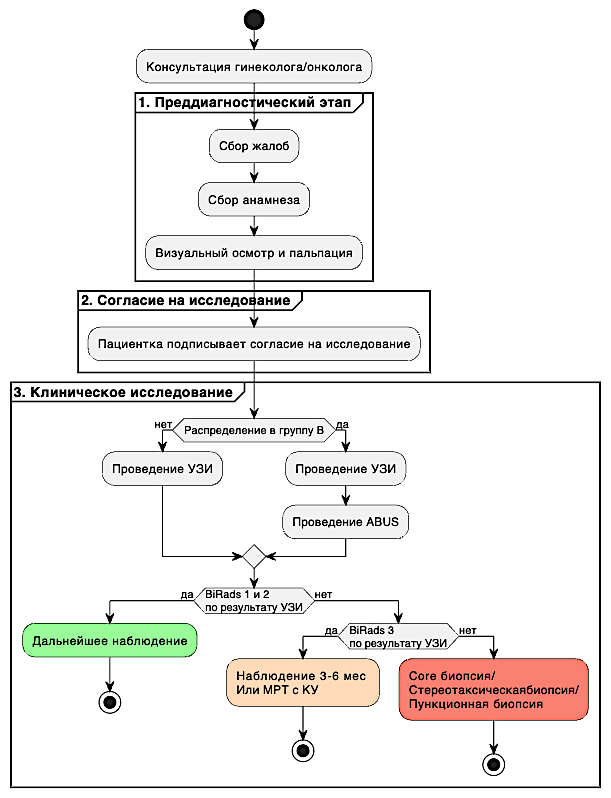 Консультация гинеколога/онколога
1. Преддиагностический этап
Сбор жалоб
Сбор анамнеза
Визуальный осмотр и пальпация
2. Согласие на исследование
Пациентка подписывает согласие на исследование
3. Клиническое исследование
нет
Распределение в группу В
да
Проведение УЗИ
Проведение УЗИ
Проведение ABUS
да
BiRads 1 и 2
по результату УЗИ
нет
Дальнейшее наблюдение
да
BiRads 3
по результату УЗИ
нет
Наблюдение 3-6 мес
Или МРТ с КУ
Core биопсия/
Стереотаксическаябиопсия/
Пункционная биопсия